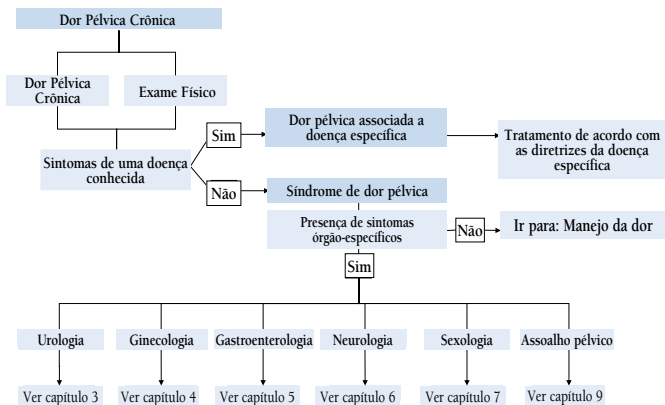 Dor Pélvica Crônica
Dor Pélvica
Crônica
Exame Físico
Sintomas de uma doença
conhecida
Sim
Dor pélvica associada a
doença específica
Tratamento de acordo com
as diretrizes da doença
específica
Não
Síndrome de dor pélvica
Presença de sintomas
órgão-específicos
Não
Ir para: Manejo da dor
Sim
Urologia
Ginecologia
Gastroenterologia
Neurologia
Sexologia
Assoalho pélvico
Ver capítulo 3
Ver capítulo 4
Ver capítulo 5
Ver capítulo 6
Ver capítulo 7
Ver capítulo 9